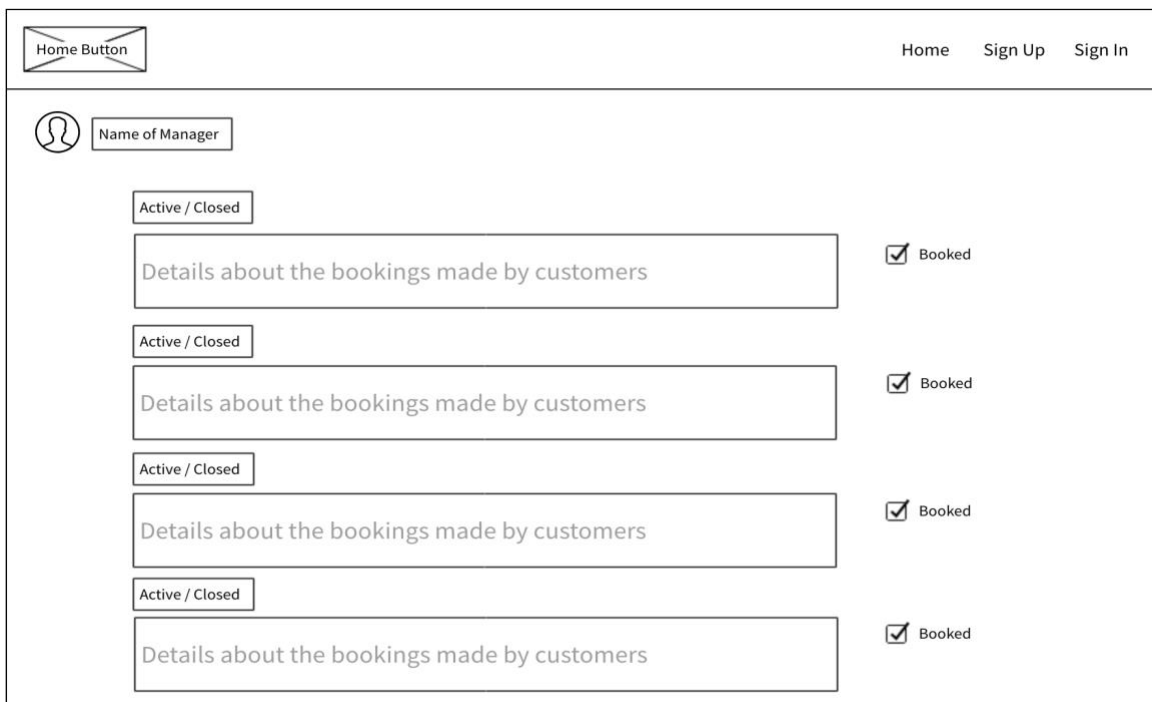 Home Button
Home Sign Up Sign In
Name of Manager
Active / Closed
Details about the bookings made by customers
Booked
Active / Closed
Details about the bookings made by customers
Booked
Active / Closed
Details about the bookings made by customers
Booked
Active / Closed
Details about the bookings made by customers
Booked